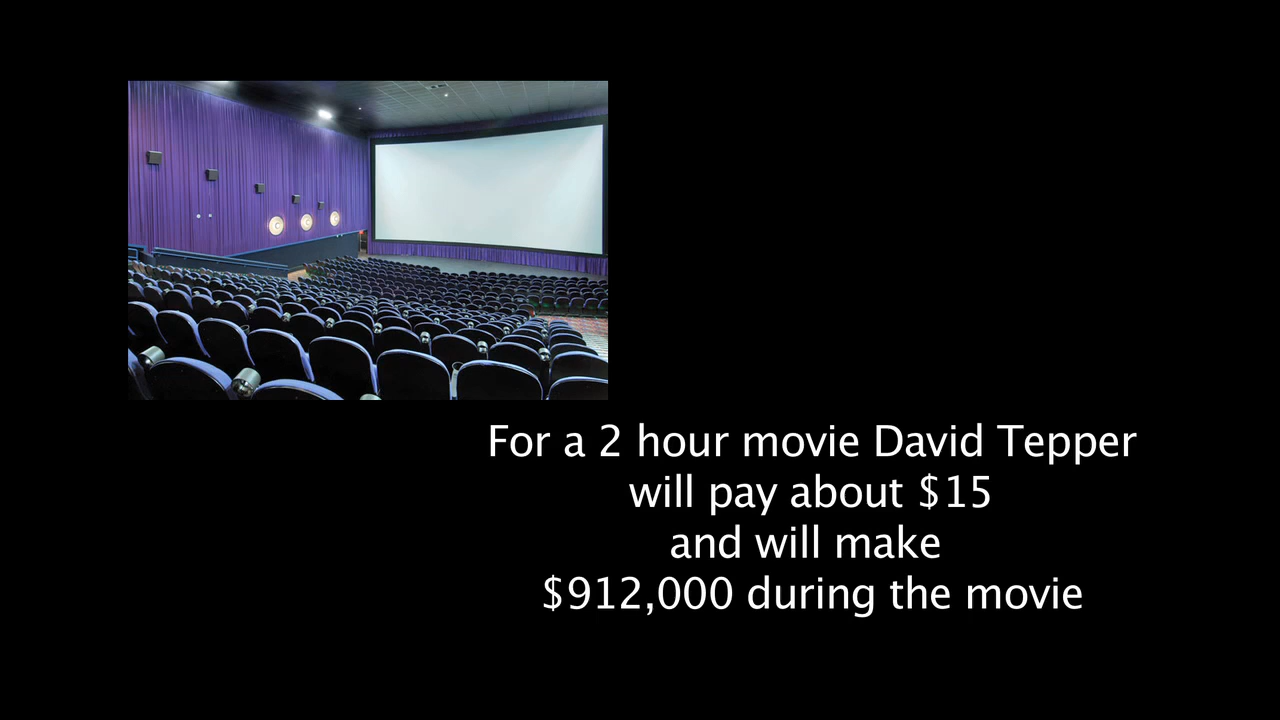 For a 2 hour movie David Tepper
will pay about $15
and will make
$912,000 during the movie